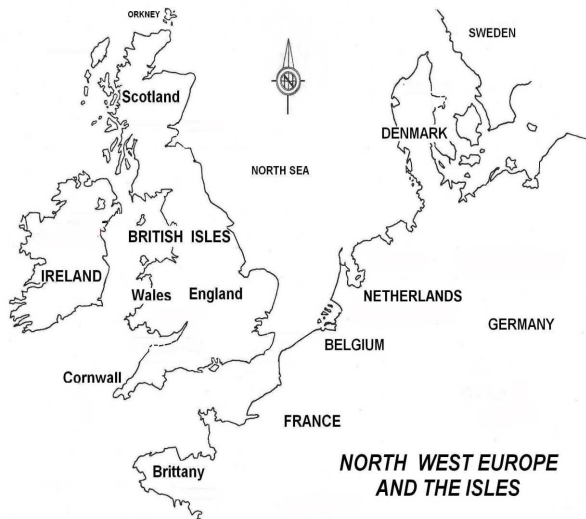 ORKNEY
SWEDEN
Scotland
DENMARK
N
NORTH SEA
BRITISH ISLES
IRELAND
Wales
England
NETHERLANDS
GERMANY
BELGIUM
Cornwall
FRANCE
Brittany
NORTH WEST EUROPE
AND THE ISLES